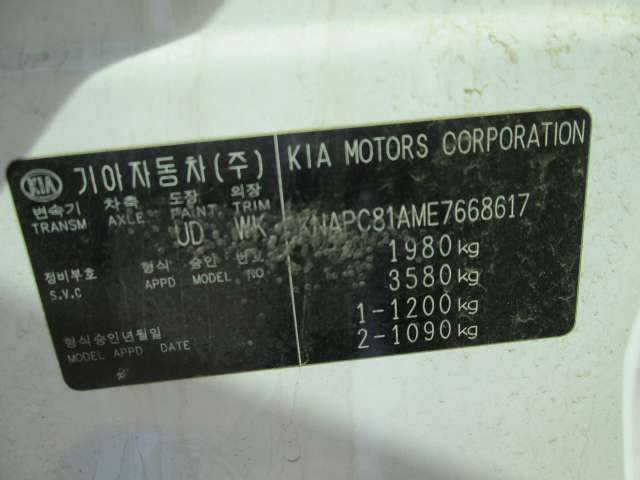 KIA 기아자동차(주)
변속기 차축 도장 의장
TRANSM AXLE PAINT TRIM
UD WK
정비부호 형식 승인 번호
S.V.C APPD MODEL NO
형식승인년월일
MODEL APPD DATE
KIA MOTORS CORPORATION
KNAPC81AME7668617
1980kg
3580kg
1-1200kg
2-1090kg